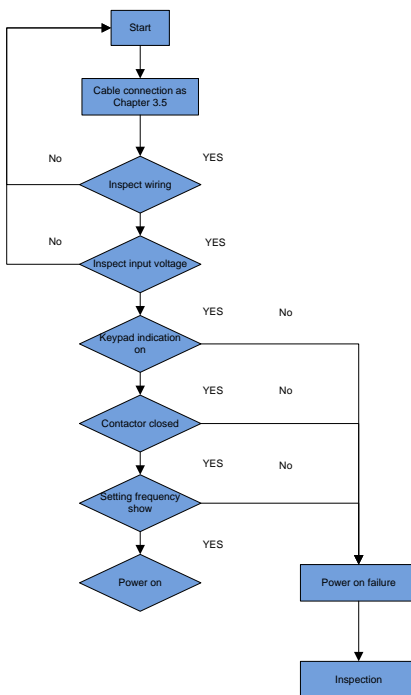 Start
Cable connection as
Chapter 3.5
No
YES
Inspect wiring
No
YES
Inspect input voltage
YES
No
Keypad indication
on
YES
No
Contactor closed
YES
No
Setting frequency
show
YES
Power on
Power on failure
Inspection